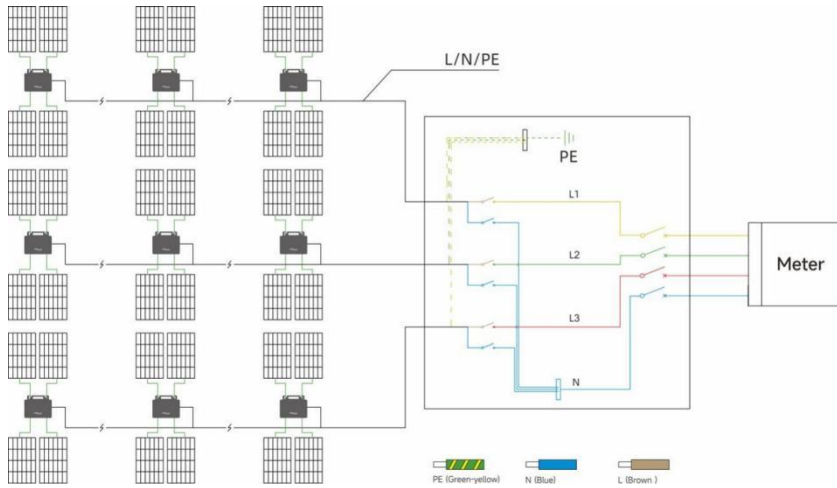 L/N/PE
PE
L1
L2
L3
N
Meter
PE (Green-yellow)
N (Blue)
L (Brown )